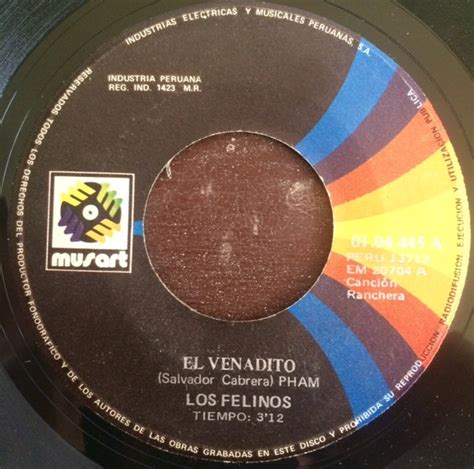 INDUSTRIAS ELECTRICAS Y MUSICALES PERUANAS, S.A.
INDUSTRIA PERUANA
REG. IND. 1423 M.R.
musart
01.04.445 A
PERU
EM 20704 A
Canción
Ranchera
EL VENADITO
(Salvador Cabrera) PHAM
LOS FELINOS
TIEMPO: 3'12
RESERVADOS TODOS LOS DERECHOS DEL PRODUCTOR FONOGRAFICO Y DE LOS AUTORES DE LAS OBRAS GRABADAS EN ESTE DISCO Y PROHIBIDO SU REPRODUCCION RADIODIFUSION, EJECUCION Y UTILIZACION PUBLICA